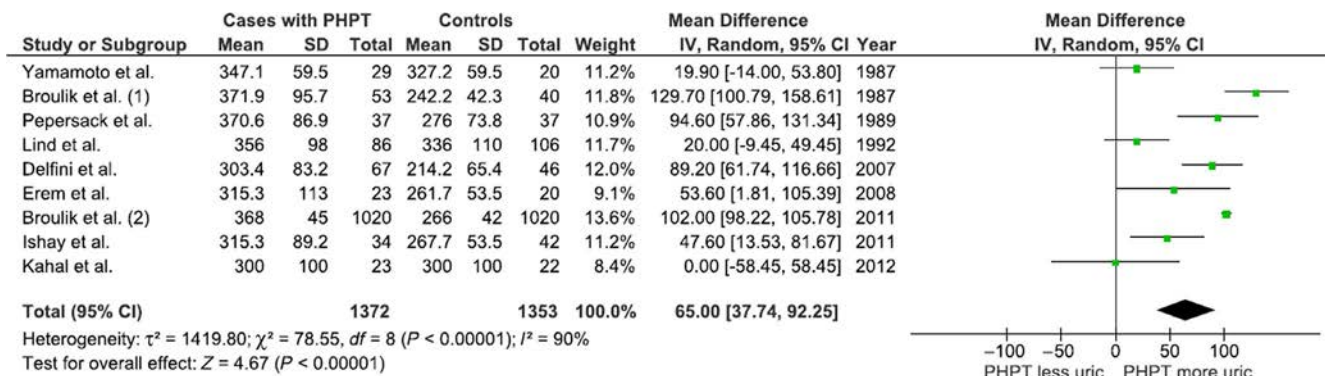 Cases with PHPT Controls Mean Difference Mean Difference
Study or Subgroup Mean SD Total Mean SD Total Weight IV, Random, 95% CI Year IV, Random, 95% CI
Yamamoto et al. 347.1 59.5 29 327.2 59.5 20 11.2% 19.90 [-14.00, 53.80] 1987
Broulik et al. (1) 371.9 95.7 53 242.2 42.3 40 11.8% 129.70 [100.79, 158.61] 1987
Pepersack et al. 370.6 86.9 37 276 73.8 37 10.9% 94.60 [57.86, 131.34] 1989
Lind et al. 356 98 86 336 110 106 11.7% 20.00 [-9.45, 49.45] 1992
Delfini et al. 303.4 83.2 67 214.2 65.4 46 12.0% 89.20 [61.74, 116.66] 2007
Erem et al. 315.3 113 23 261.7 53.5 20 9.1% 53.60 [1.81, 105.39] 2008
Broulik et al. (2) 368 45 1020 266 42 1020 13.6% 102.00 [98.22, 105.78] 2011
Ishay et al. 315.3 89.2 34 267.7 53.5 42 11.2% 47.60 [13.53, 81.67] 2011
Kahal et al. 300 100 23 300 100 22 8.4% 0.00 [-58.45, 58.45] 2012
Total (95% CI) 1372 1353 100.0% 65.00 [37.74, 92.25]
Heterogeneity: τ² = 1419.80; χ² = 78.55, df = 8 (P < 0.00001); I² = 90%
Test for overall effect: Z = 4.67 (P < 0.00001)
−100 −50 0 50 100
PHPT less uric PHPT more uric